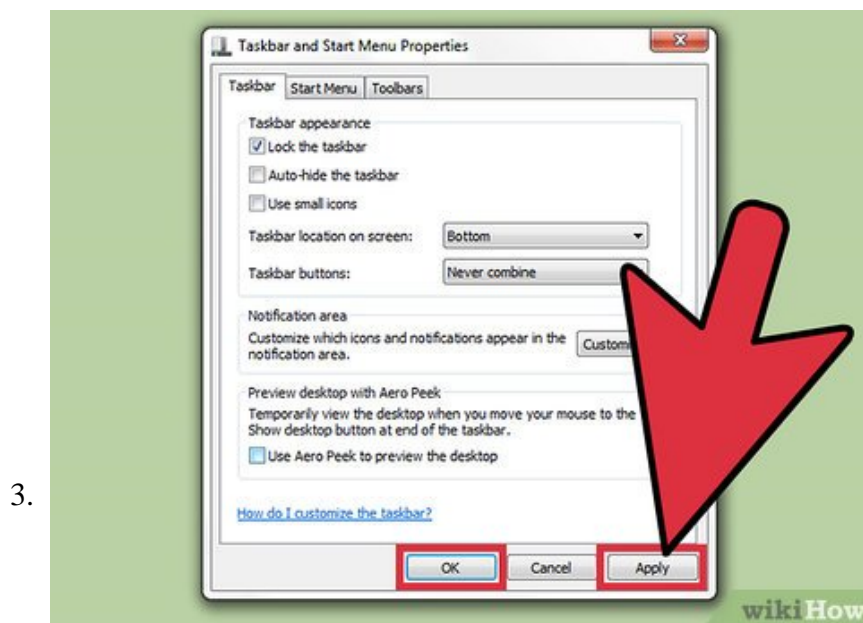 Taskbar and Start Menu Properties
Taskbar Start Menu Toolbars
Taskbar appearance
Lock the taskbar
Auto-hide the taskbar
Use small icons
Taskbar location on screen: Bottom
Taskbar buttons: Never combine
Notification area
Customize which icons and notifications appear in the
notification area.
Preview desktop with Aero Peek
Temporarily view the desktop when you move your mouse to the
Show desktop button at end of the taskbar.
Use Aero Peek to preview the desktop
3.
How do I customize the taskbar?
OK Cancel Apply
wikiHow